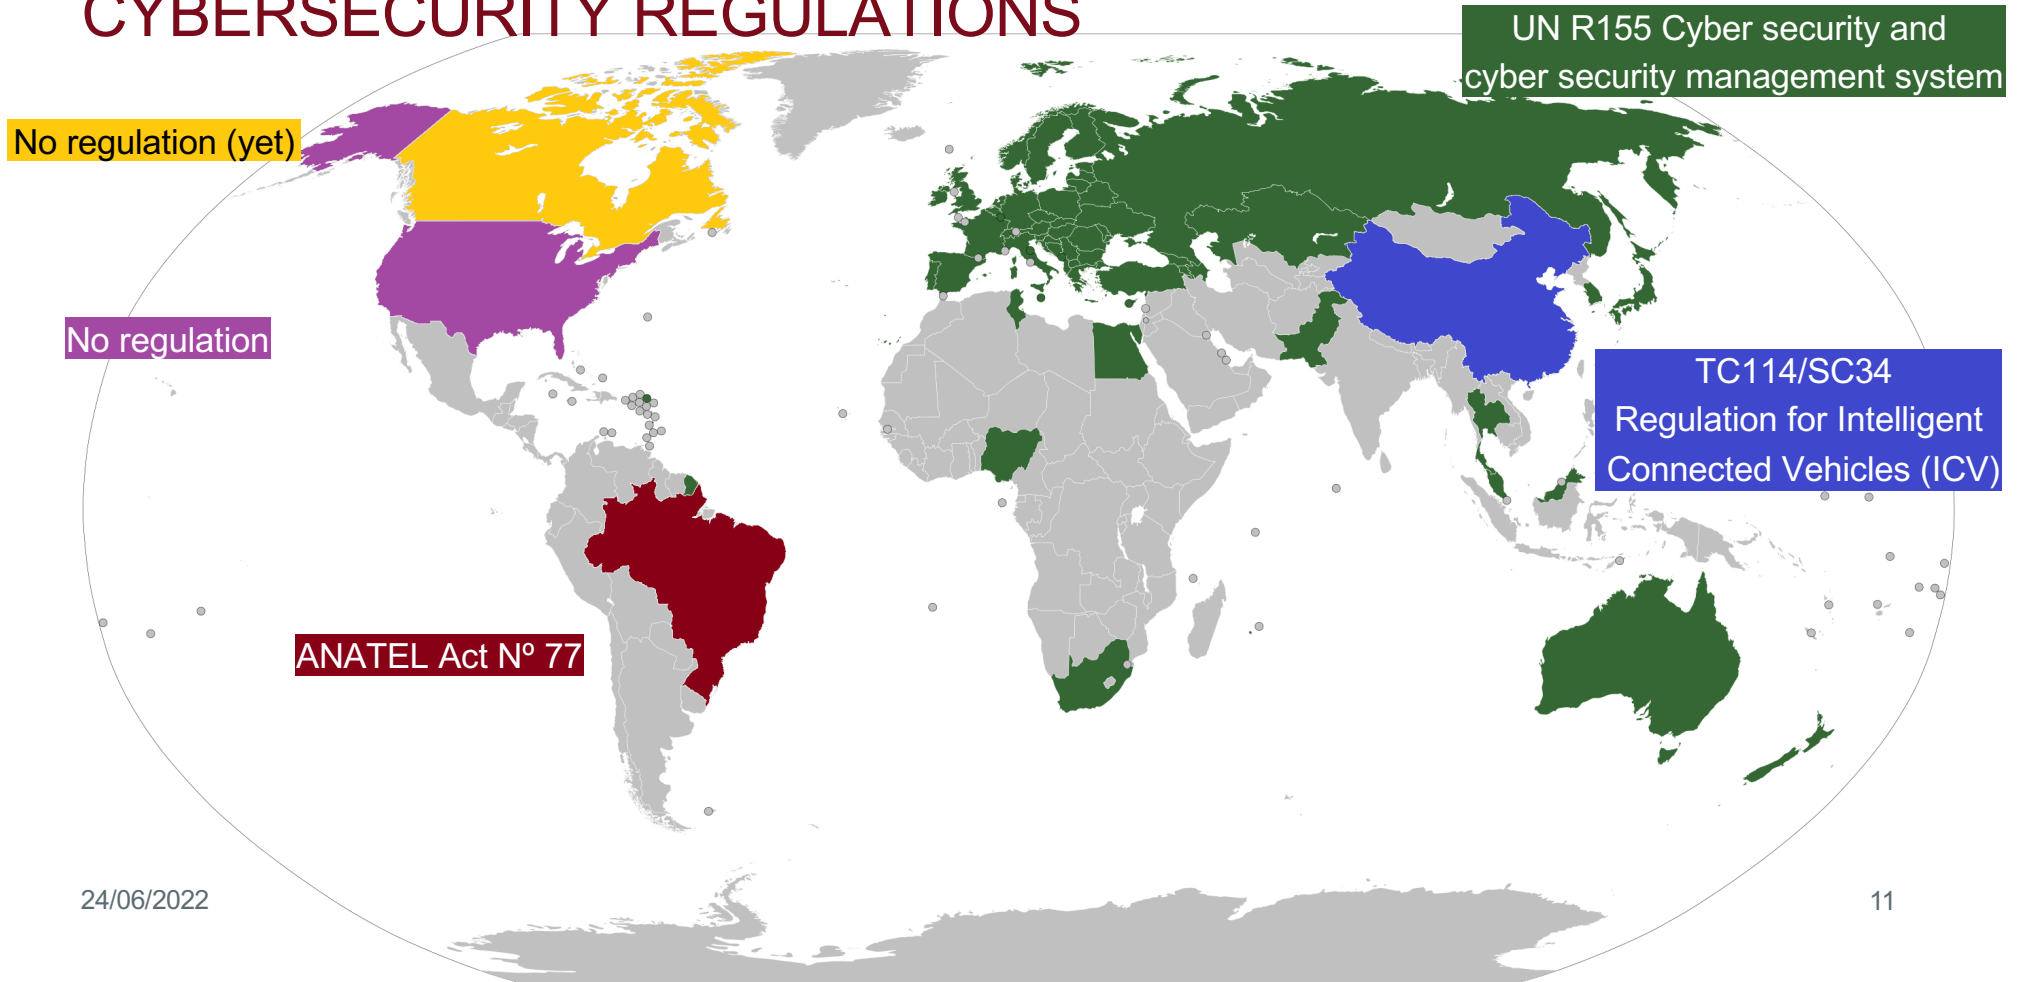 CYBERSECURITY REGULATIONS
UN R155 Cyber security and
cyber security management system
No regulation (yet)
No regulation
TC114/SC34
Regulation for Intelligent
Connected Vehicles (ICV)
ANATEL Act Nº 77
24/06/2022
11